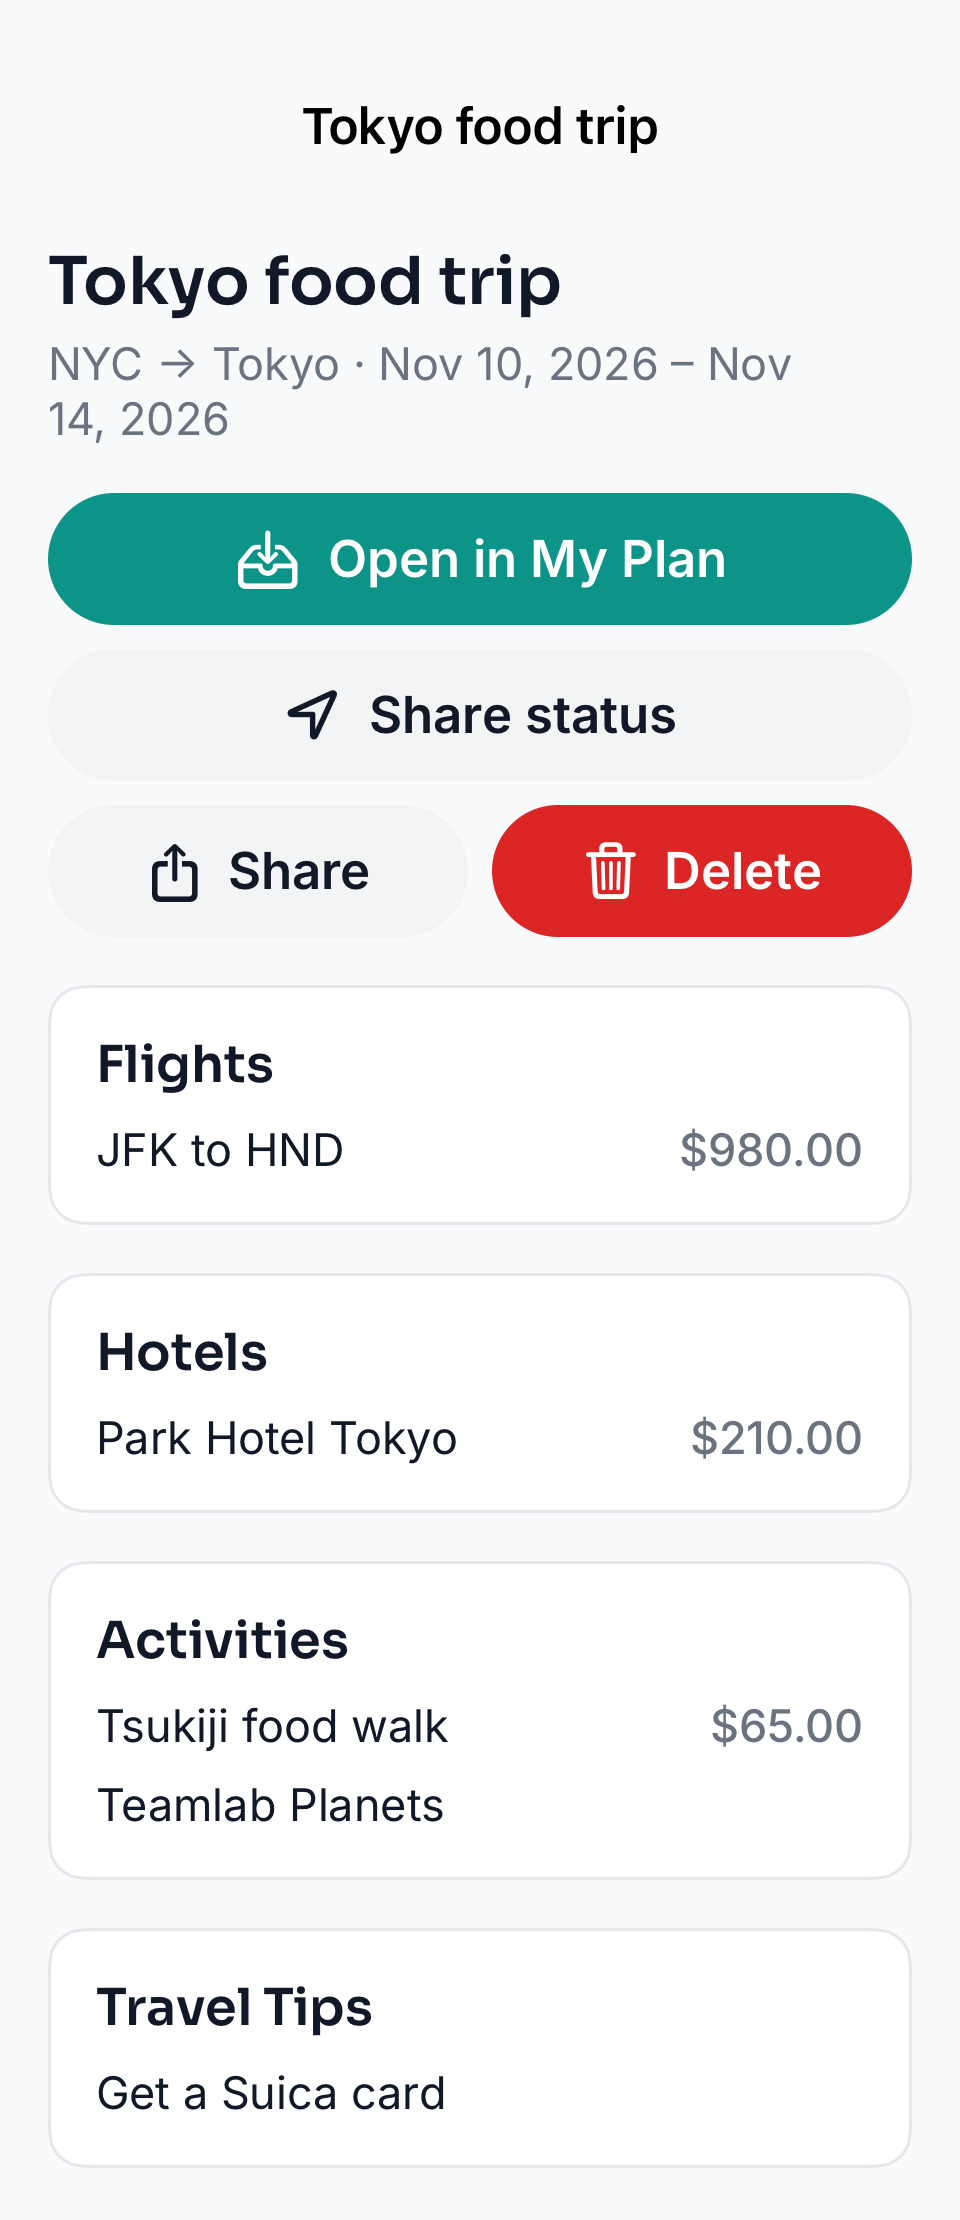 Tokyo food trip
Tokyo food trip
NYC → Tokyo · Nov 10, 2026 – Nov
14, 2026
Open in My Plan
Share status
Share
Delete
Flights
JFK to HND $980.00
Hotels
Park Hotel Tokyo $210.00
Activities
Tsukiji food walk $65.00
Teamlab Planets
Travel Tips
Get a Suica card